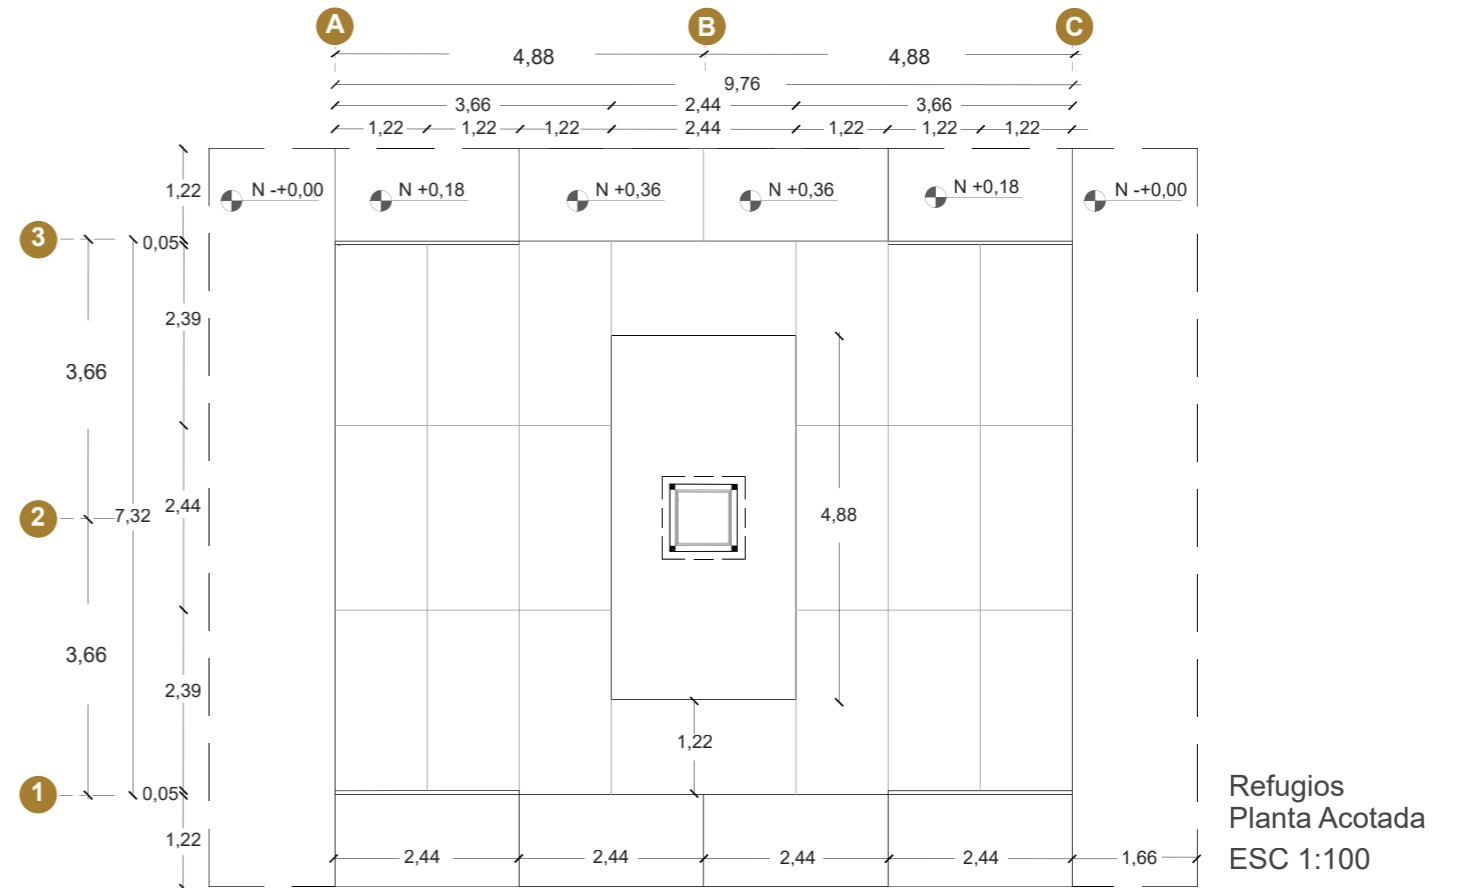 A B C
4,88 4,88
9,76
3,66 2,44 3,66
1,22 1,22 1,22 2,44 1,22 1,22 1,22
1,22 N -+0,00 N +0,18 N +0,36 N +0,36 N +0,18 N -+0,00
3 0,05
2,39
3,66
2 7,32 2,44 4,88
3,66
2,39
1,22
1 0,05
1,22
2,44 2,44 2,44 2,44 1,66
Refugios
Planta Acotada
ESC 1:100